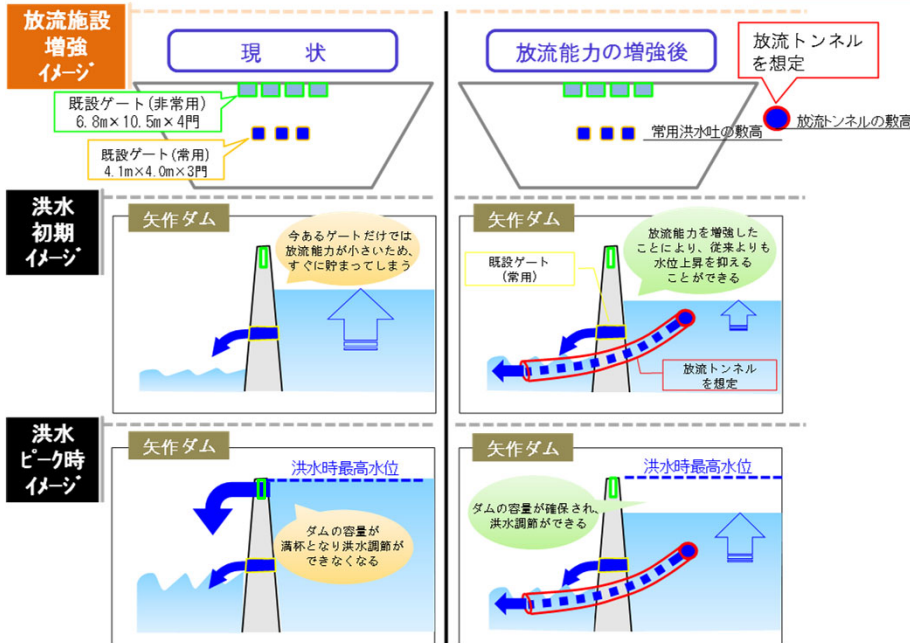 放流施設
増強
イメージ
現　状
放流能力の増強後
放流トンネル
を想定
既設ゲート(非常用)
6.8m×10.5m×4門
既設ゲート(常用)
4.1m×4.0m×3門
常用洪水吐の敷高
放流トンネルの敷高
洪水
初期
イメージ
矢作ダム
今あるゲートだけでは
放流能力が小さいため、
すぐに貯まってしまう
矢作ダム
既設ゲート
(常用)
放流能力を増強した
ことにより、従来よりも
水位上昇を抑える
ことができる
放流トンネル
を想定
洪水
ピーク時
イメージ
矢作ダム
洪水時最高水位
ダムの容量が
満杯となり洪水調節が
できなくなる
矢作ダム
洪水時最高水位
ダムの容量が確保され、
洪水調節ができる